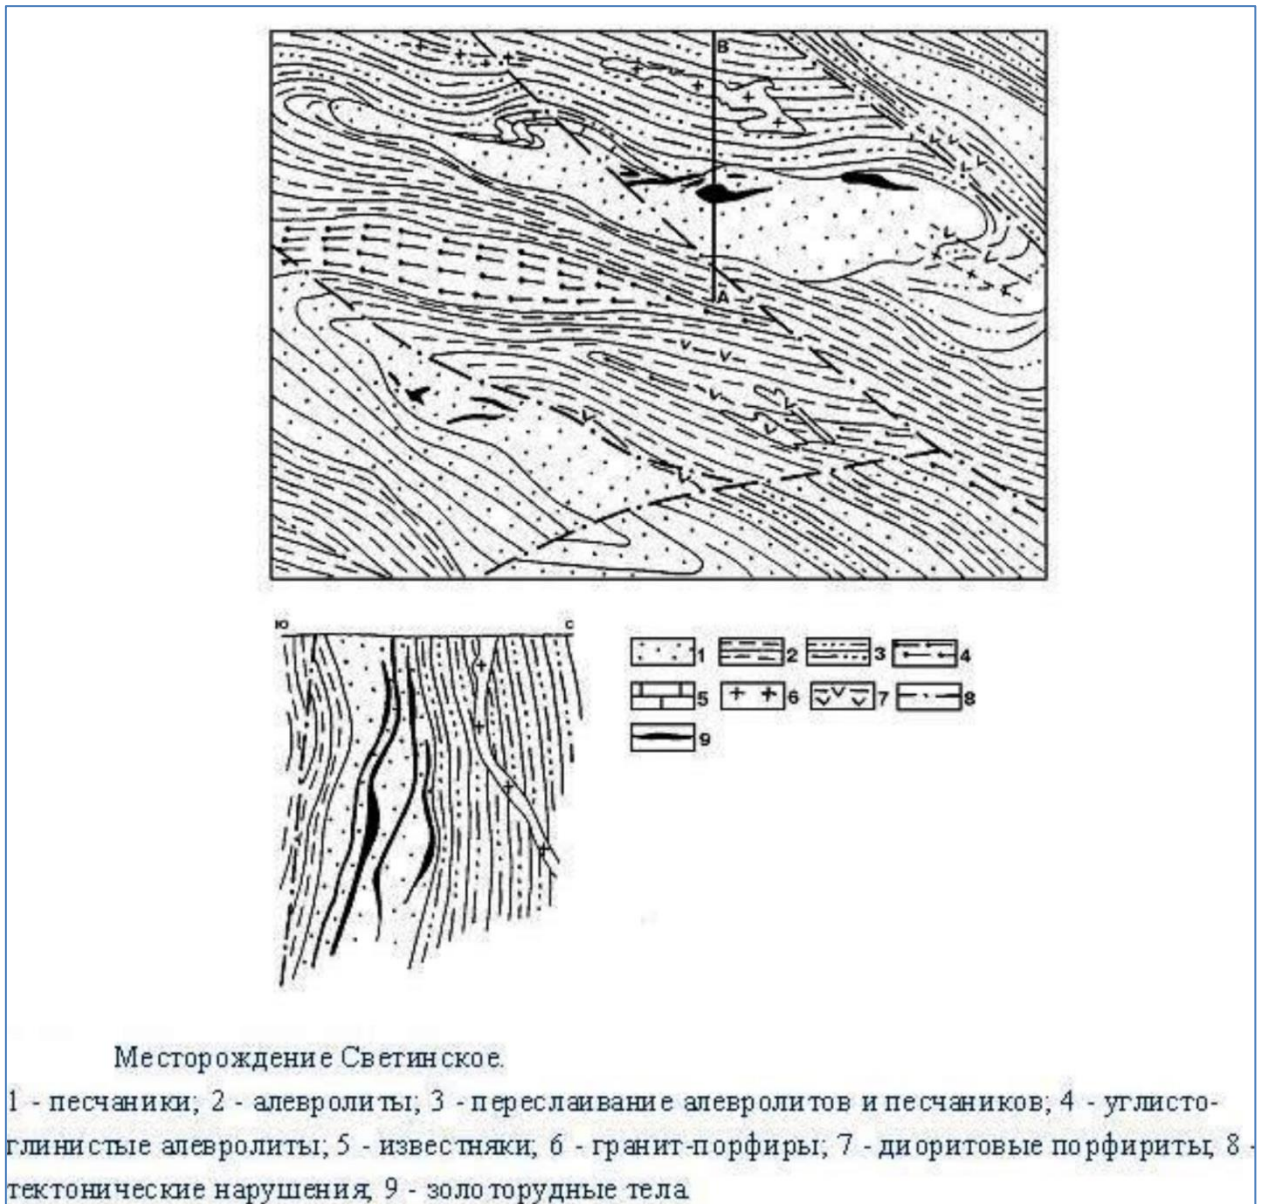 В
А
Ю
С
1
2
3
4
5
6
7
8
9
Месторождение Светинское.
1 - песчаники; 2 - алевролиты; 3 - переслаивание алевролитов и песчаников; 4 - углисто-
глинистые алевролиты; 5 - известняки; 6 - гранит-порфиры; 7 - диоритовые порфириты; 8 -
тектонические нарушения; 9 - золоторудные тела